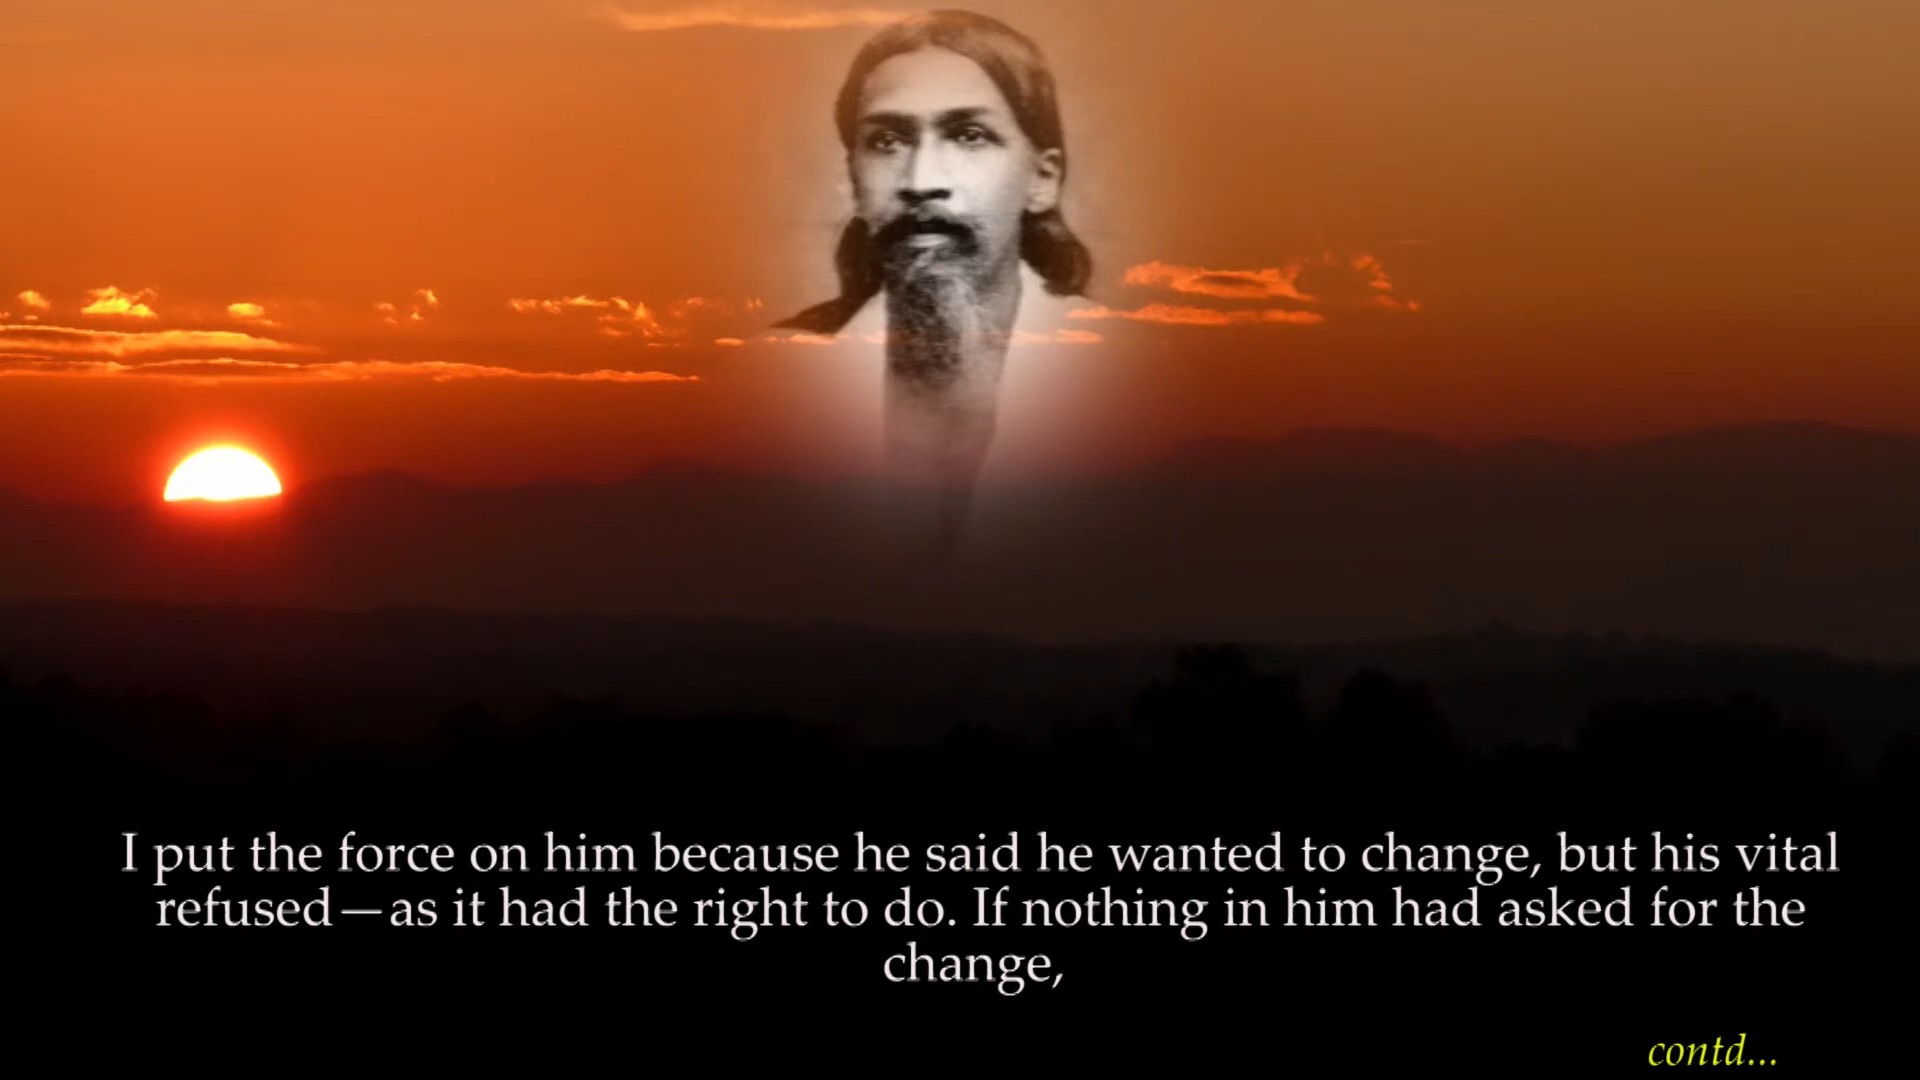 I put the force on him because he said he wanted to change, but his vital
refused—as it had the right to do. If nothing in him had asked for the
change,
contd...